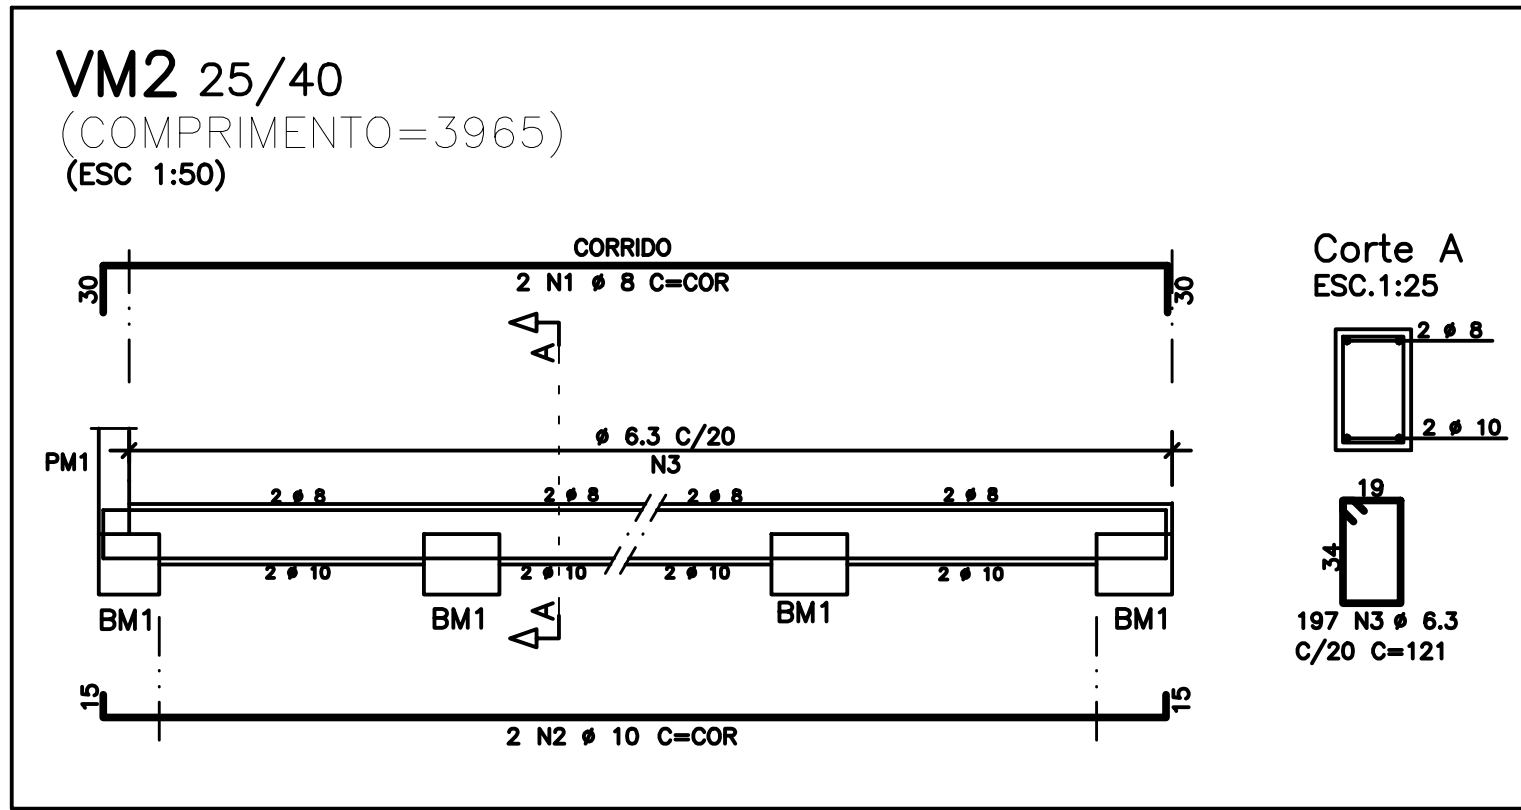 VM2 25/40
(COMPRIMENTO=3965)
(ESC 1:50)
CORRIDO
2 N1 ø 8 C=COR
30
30
A
Corte A
ESC.1:25
2 ø 8
2 ø 10
PM1
ø 6.3 C/20
N3
2 ø 8
2 ø 8
2 ø 8
2 ø 8
2 ø 10
2 ø 10
2 ø 10
2 ø 10
BM1
BM1
BM1
BM1
A
19
34
197 N3 ø 6.3
C/20 C=121
15
15
2 N2 ø 10 C=COR